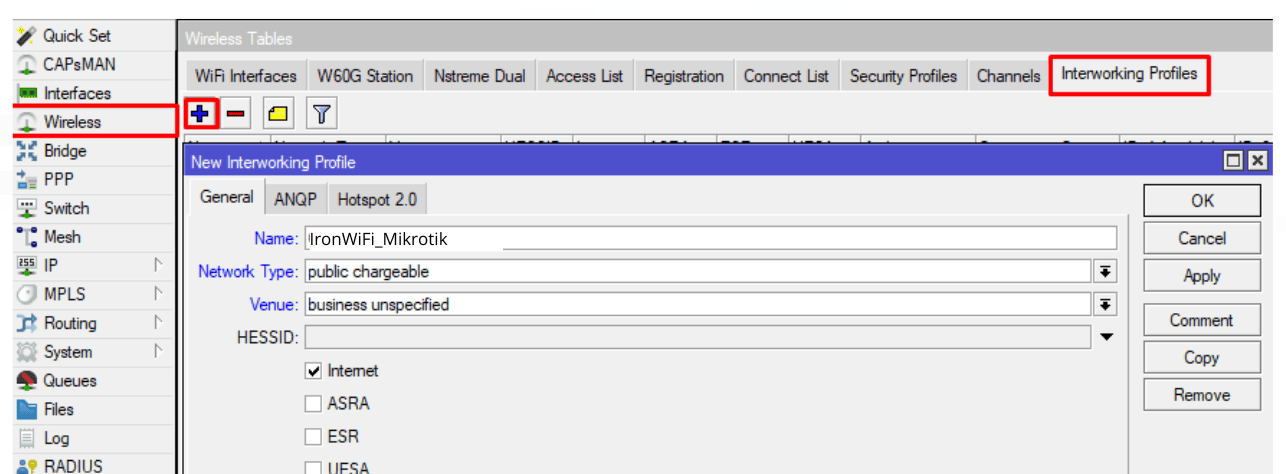 Quick Set
CAPsMAN
Interfaces
Wireless
Bridge
PPP
Switch
Mesh
IP
MPLS
Routing
System
Queues
Files
Log
RADIUS
Wireless Tables
WiFi Interfaces W60G Station Nstreme Dual Access List Registration Connect List Security Profiles Channels Interworking Profiles
New Interworking Profile
General ANQP Hotspot 2.0
Name: IronWiFi_Mikrotik
Network Type: public chargeable
Venue: business unspecified
HESSID:
Internet
ASRA
ESR
UESA
OK
Cancel
Apply
Comment
Copy
Remove